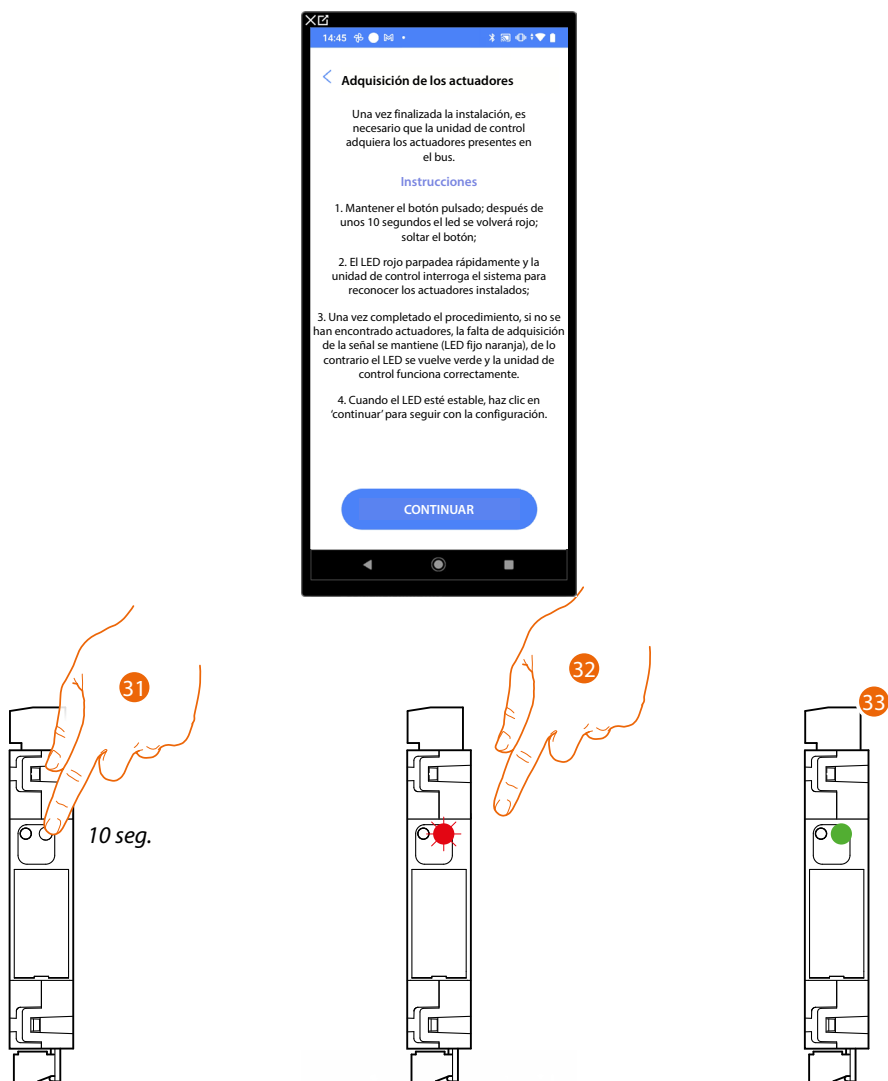 14:45
Adquisición de los actuadores
Una vez finalizada la instalación, es
necesario que la unidad de control
adquiera los actuadores presentes en
el bus.
Instrucciones
1. Mantener el botón pulsado; después de
unos 10 segundos el led se volverá rojo;
soltar el botón;
2. El LED rojo parpadea rápidamente y la
unidad de control interroga el sistema para
reconocer los actuadores instalados;
3. Una vez completado el procedimiento, si no se
han encontrado actuadores, la falta de adquisición
de la señal se mantiene (LED fijo naranja), de lo
contrario el LED se vuelve verde y la unidad de
control funciona correctamente.
4. Cuando el LED esté estable, haz clic en
‘continuar’ para seguir con la configuración.
CONTINUAR
31
32
33
10 seg.